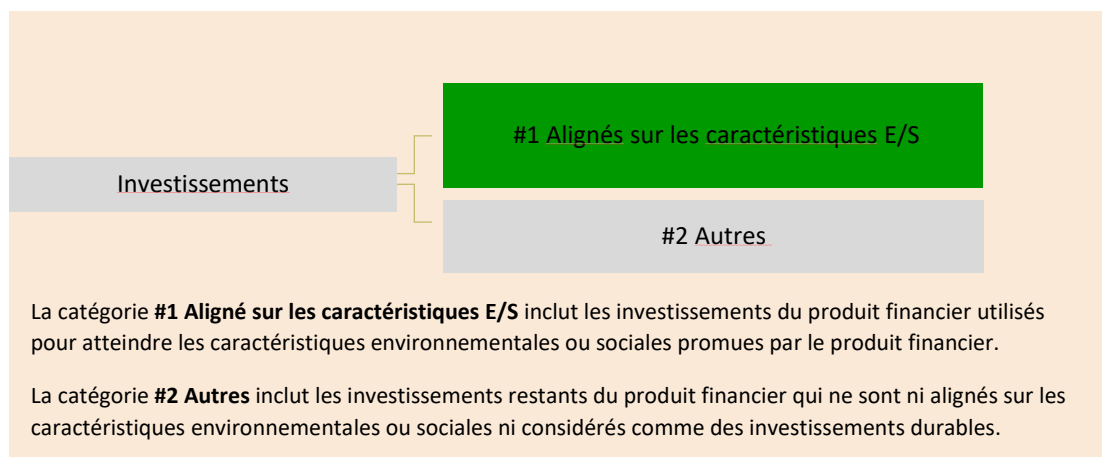 #1 Alignés sur les caractéristiques E/S
Investissements
#2 Autres
La catégorie #1 Aligné sur les caractéristiques E/S inclut les investissements du produit financier utilisés
pour atteindre les caractéristiques environnementales ou sociales promues par le produit financier.
La catégorie #2 Autres inclut les investissements restants du produit financier qui ne sont ni alignés sur les
caractéristiques environnementales ou sociales ni considérés comme des investissements durables.